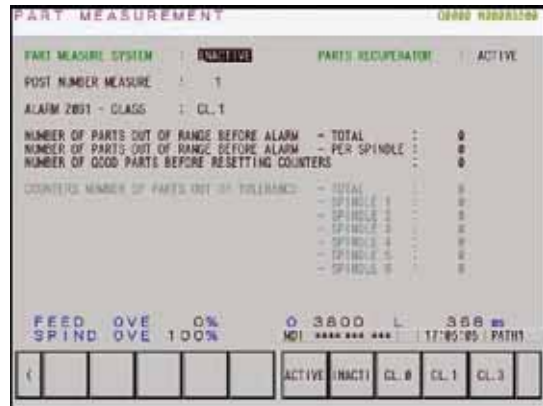 PART MEASUREMENT
PART MEASURE SYSTEM : INACTIVE PARTS RECUPERATOR : ACTIVE
POST NUMBER MEASURE : 1
ALARM 2091 - CLASS : CL.1
NUMBER OF PARTS OUT OF RANGE BEFORE ALARM - TOTAL : 0
NUMBER OF PARTS OUT OF RANGE BEFORE ALARM - PER SPINDLE : 0
NUMBER OF GOOD PARTS BEFORE RESETTING COUNTERS : 0
COUNTERS NUMBER OF PARTS OUT OF TOLERANCE - TOTAL : 0
- SPINDLE 1 : 0
- SPINDLE 2 : 0
- SPINDLE 3 : 0
- SPINDLE 4 : 0
- SPINDLE 5 : 0
- SPINDLE 6 : 0
FEED OVE 0% O 3800 L 368 ms
SPIND OVE 100% MDI **** *** *** 17:05:05 PATH1
( ACTIVE INACTI CL.0 CL.1 CL.3